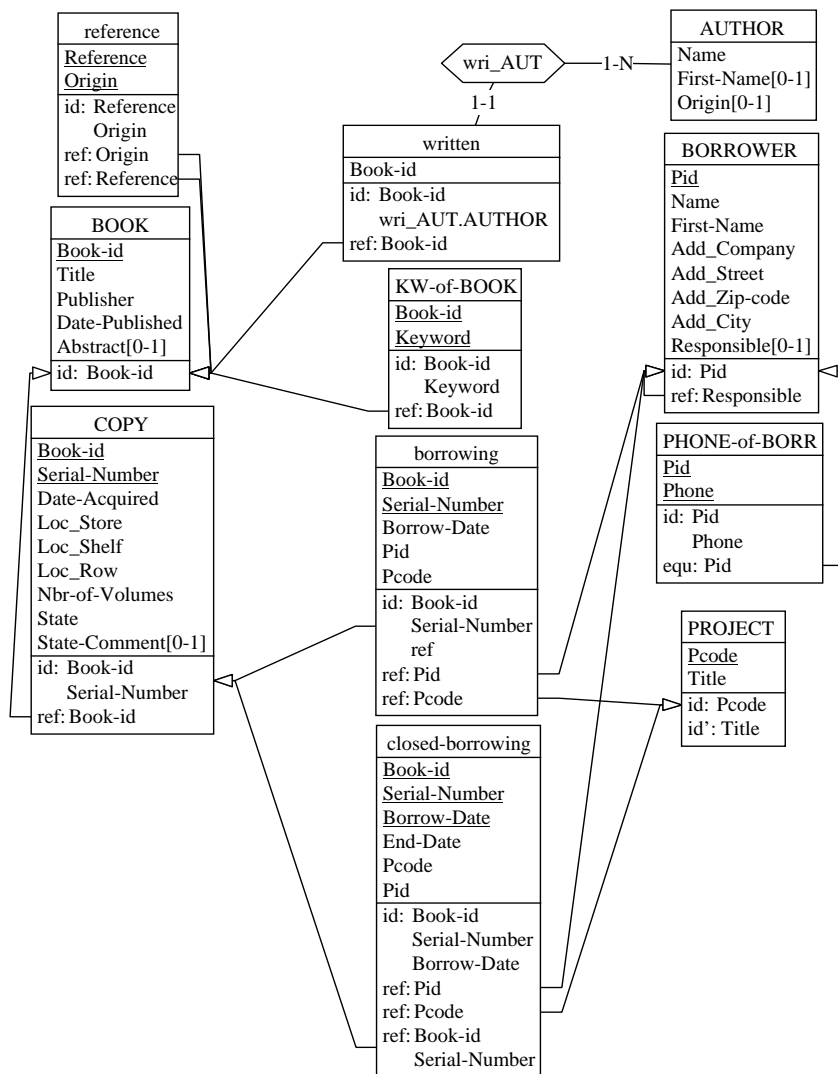 reference
Reference
Origin
id: Reference
Origin
ref: Origin
ref: Reference
wri_AUT
1-N
1-1
AUTHOR
Name
First-Name[0-1]
Origin[0-1]
written
Book-id
id: Book-id
wri_AUT.AUTHOR
ref: Book-id
BORROWER
Pid
Name
First-Name
Add_Company
Add_Street
Add_Zip-code
Add_City
Responsible[0-1]
id: Pid
ref: Responsible
BOOK
Book-id
Title
Publisher
Date-Published
Abstract[0-1]
id: Book-id
KW-of-BOOK
Book-id
Keyword
id: Book-id
Keyword
ref: Book-id
COPY
Book-id
Serial-Number
Date-Acquired
Loc_Store
Loc_Shelf
Loc_Row
Nbr-of-Volumes
State
State-Comment[0-1]
id: Book-id
Serial-Number
ref: Book-id
borrowing
Book-id
Serial-Number
Borrow-Date
Pid
Pcode
id: Book-id
Serial-Number
ref
ref: Pid
ref: Pcode
PHONE-of-BORR
Pid
Phone
id: Pid
Phone
equ: Pid
PROJECT
Pcode
Title
id: Pcode
id’: Title
closed-borrowing
Book-id
Serial-Number
Borrow-Date
End-Date
Pcode
Pid
id: Book-id
Serial-Number
Borrow-Date
ref: Pid
ref: Pcode
ref: Book-id
Serial-Number